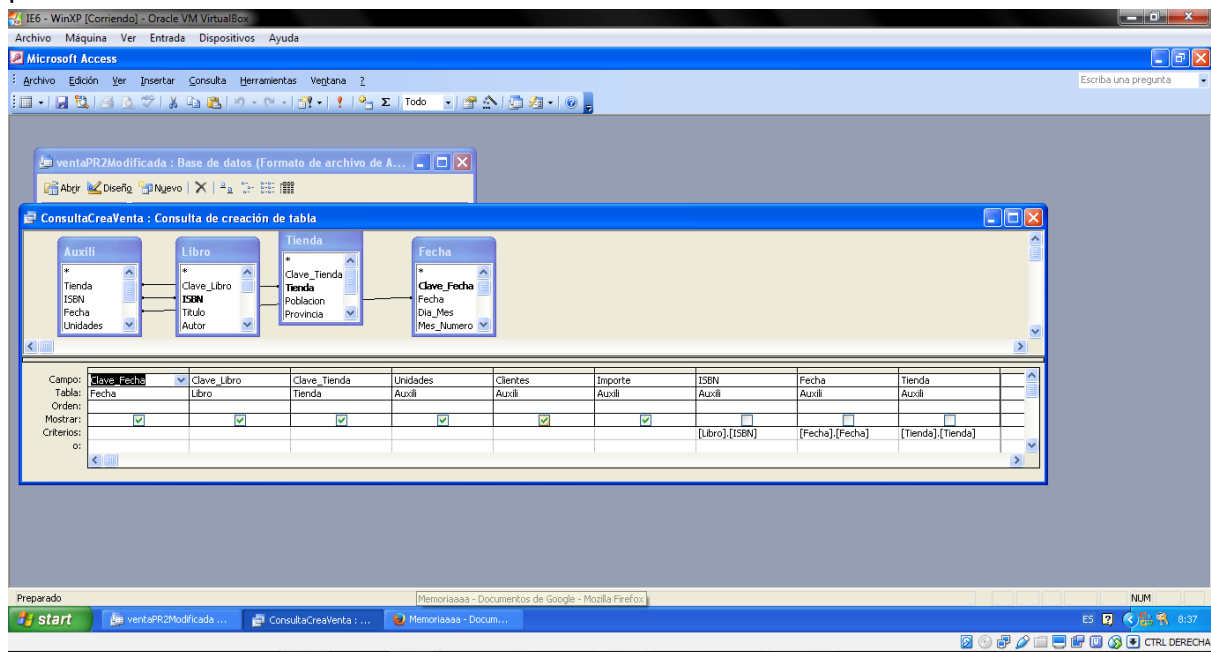 IE6 - WinXP [Corriendo] - Oracle VM VirtualBox
Archivo Máquina Ver Entrada Dispositivos Ayuda
Microsoft Access
Archivo Edición Ver Insertar Consulta Herramientas Ventana ? Escriba una pregunta
Todo
ventaPR2Modificada : Base de datos (Formato de archivo de A...
Abrir Diseño Nuevo
ConsultaCreaVenta : Consulta de creación de tabla
Auxili
*
Tienda
ISBN
Fecha
Unidades
Libro
*
Clave_Libro
ISBN
Titulo
Autor
Tienda
*
Clave_Tienda
Tienda
Poblacion
Provincia
Fecha
*
Clave_Fecha
Fecha
Dia_Mes
Mes_Numero
Campo: Clave_Fecha Clave_Libro Clave_Tienda Unidades Clientes Importe ISBN Fecha Tienda
Tabla: Fecha Libro Tienda Auxili Auxili Auxili Auxili Auxili Auxili
Orden:
Mostrar:
Criterios: [Libro].[ISBN] [Fecha].[Fecha] [Tienda].[Tienda]
o:
Preparado Memoriaaaa - Documentos de Google - Mozilla Firefox NUM
start ventaPR2Modificada ... ConsultaCreaVenta : ... Memoriaaaa - Docum... ES 8:37
CTRL DERECHA